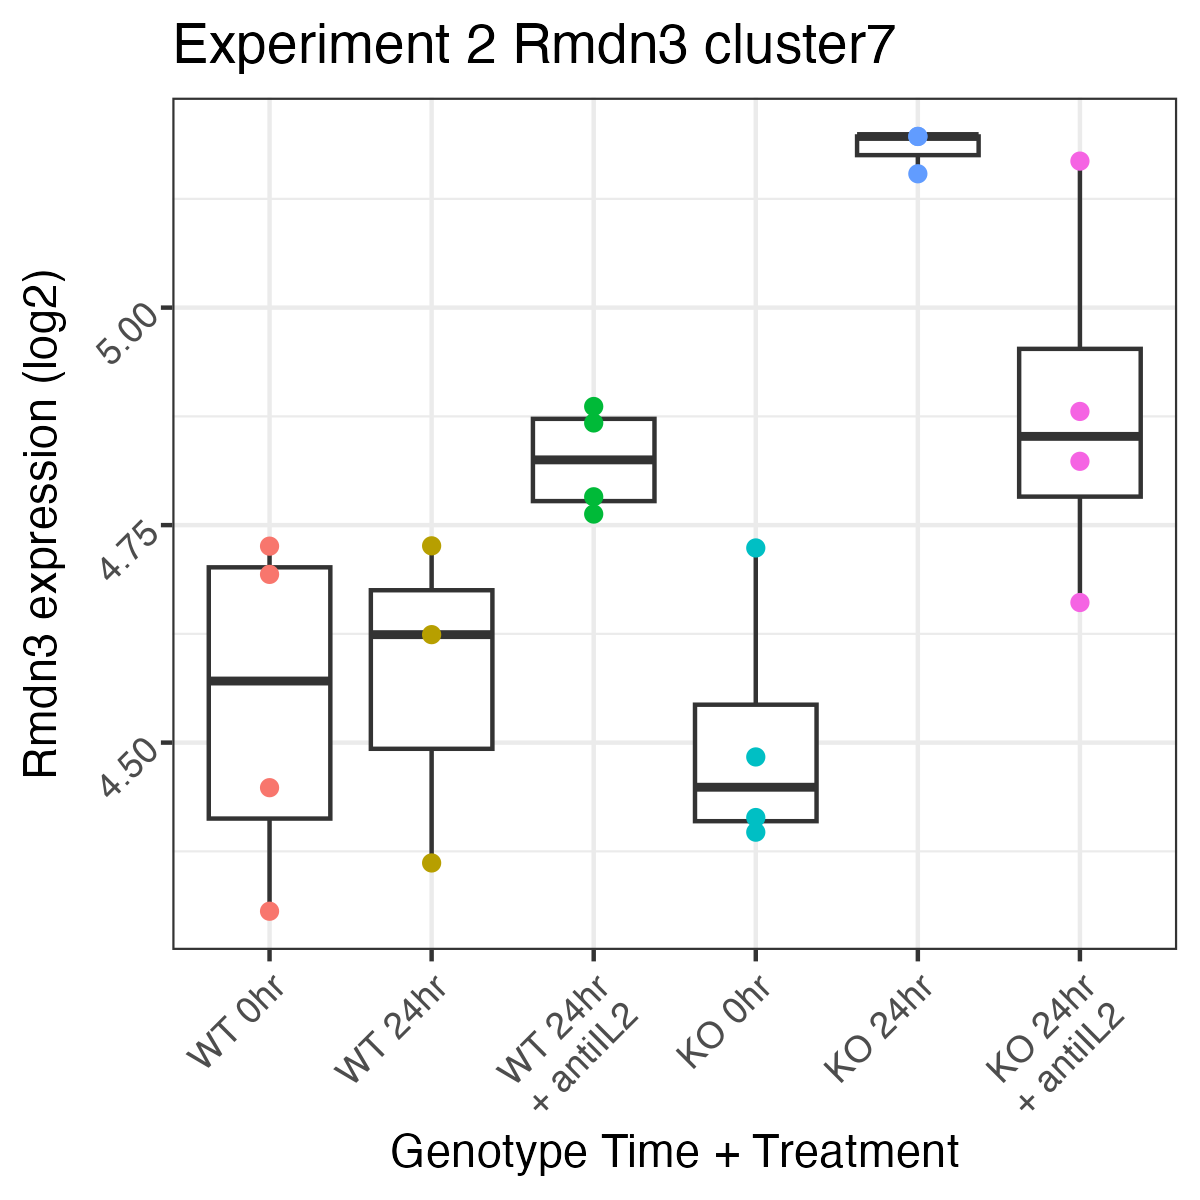 Experiment 2 Rmdn3 cluster7
Rmdn3 expression (log2)
5.00
4.75
4.50
WT 0hr
WT 24hr
WT 24hr
+ antiIL2
KO 0hr
KO 24hr
KO 24hr
+ antiIL2
Genotype Time + Treatment